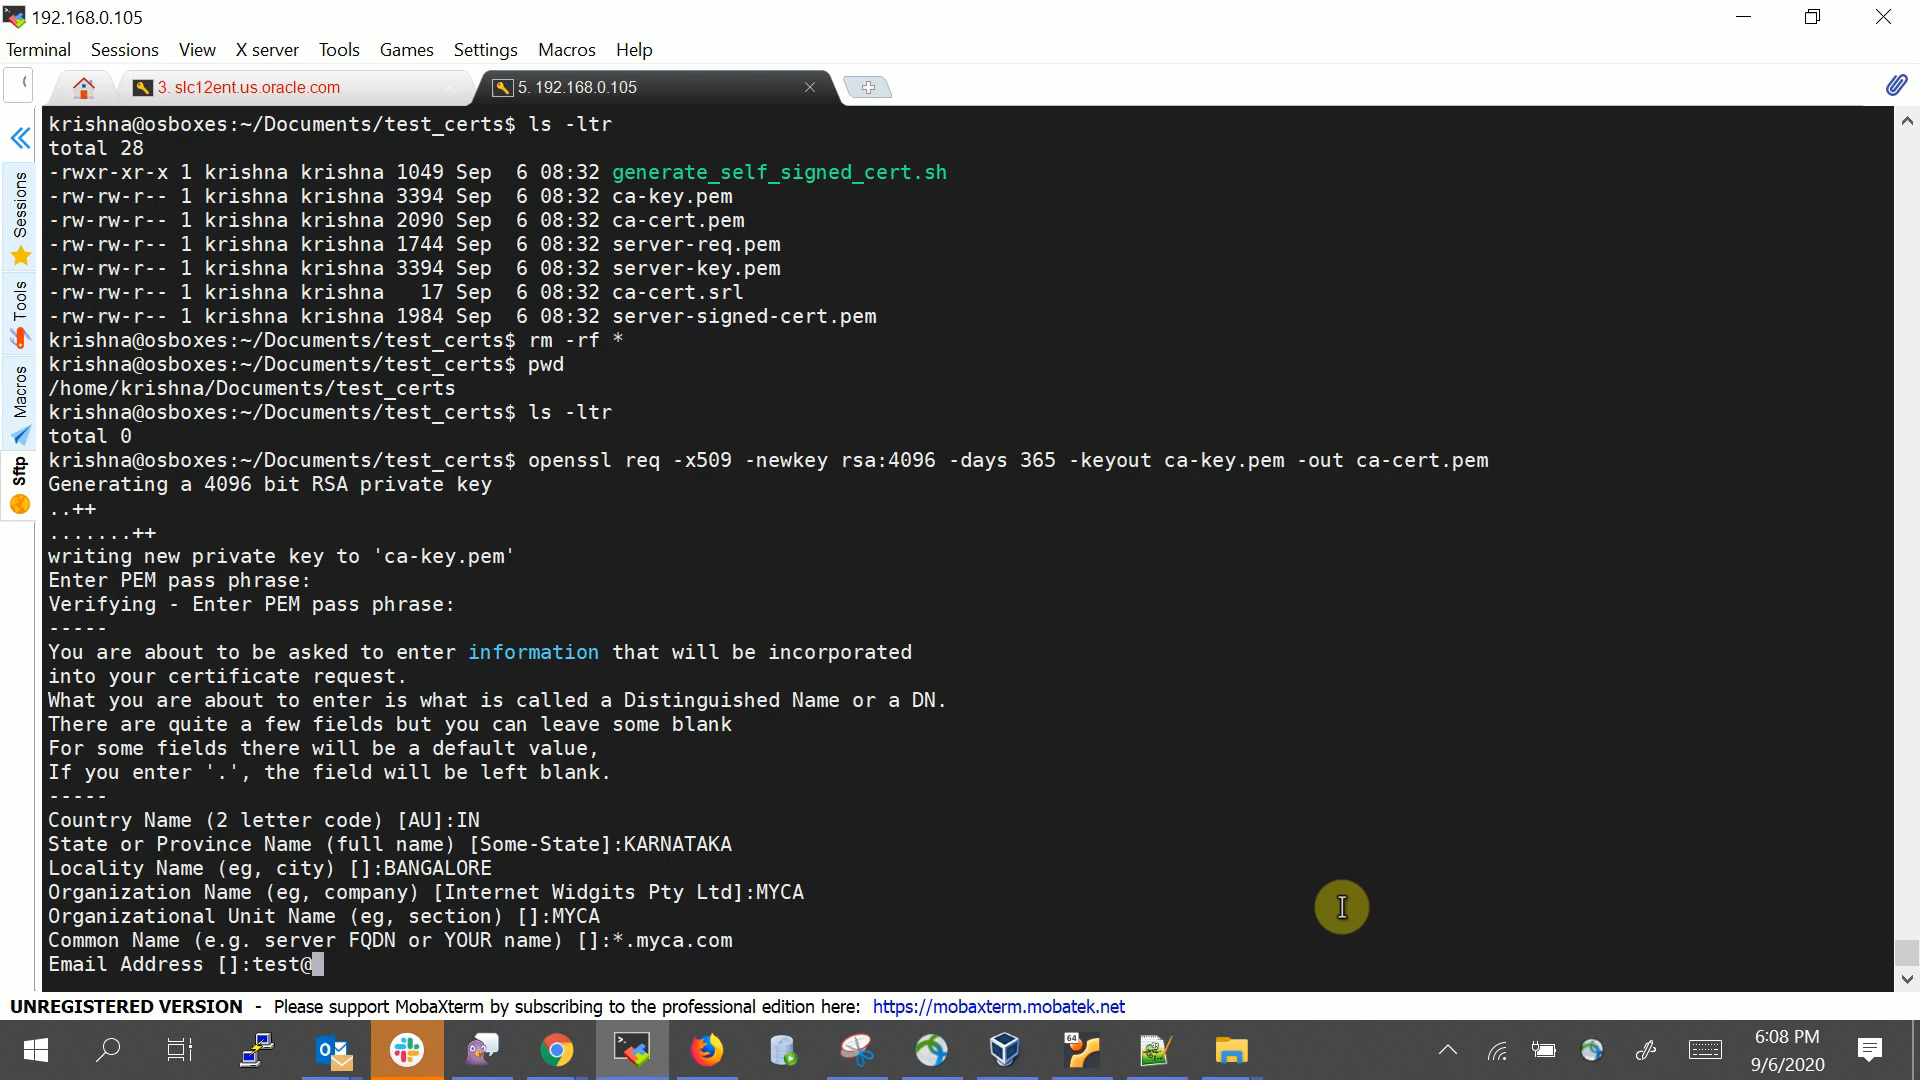 192.168.0.105
Terminal Sessions View X server Tools Games Settings Macros Help
3. slc12ent.us.oracle.com 5. 192.168.0.105
krishna@osboxes:~/Documents/test_certs$ ls -ltr
total 28
-rwxr-xr-x 1 krishna krishna 1049 Sep  6 08:32 generate_self_signed_cert.sh
-rw-rw-r-- 1 krishna krishna 3394 Sep  6 08:32 ca-key.pem
-rw-rw-r-- 1 krishna krishna 2090 Sep  6 08:32 ca-cert.pem
-rw-rw-r-- 1 krishna krishna 1744 Sep  6 08:32 server-req.pem
-rw-rw-r-- 1 krishna krishna 3394 Sep  6 08:32 server-key.pem
-rw-rw-r-- 1 krishna krishna   17 Sep  6 08:32 ca-cert.srl
-rw-rw-r-- 1 krishna krishna 1984 Sep  6 08:32 server-signed-cert.pem
krishna@osboxes:~/Documents/test_certs$ rm -rf *
krishna@osboxes:~/Documents/test_certs$ pwd
/home/krishna/Documents/test_certs
krishna@osboxes:~/Documents/test_certs$ ls -ltr
total 0
krishna@osboxes:~/Documents/test_certs$ openssl req -x509 -newkey rsa:4096 -days 365 -keyout ca-key.pem -out ca-cert.pem
Generating a 4096 bit RSA private key
..++
.......++
writing new private key to 'ca-key.pem'
Enter PEM pass phrase:
Verifying - Enter PEM pass phrase:
-----
You are about to be asked to enter information that will be incorporated
into your certificate request.
What you are about to enter is what is called a Distinguished Name or a DN.
There are quite a few fields but you can leave some blank
For some fields there will be a default value,
If you enter '.', the field will be left blank.
-----
Country Name (2 letter code) [AU]:IN
State or Province Name (full name) [Some-State]:KARNATAKA
Locality Name (eg, city) []:BANGALORE
Organization Name (eg, company) [Internet Widgits Pty Ltd]:MYCA
Organizational Unit Name (eg, section) []:MYCA
Common Name (e.g. server FQDN or YOUR name) []:*.myca.com
Email Address []:test@
Sessions
Tools
Macros
Sftp
UNREGISTERED VERSION - Please support MobaXterm by subscribing to the professional edition here: https://mobaxterm.mobatek.net
64
6:08 PM
9/6/2020